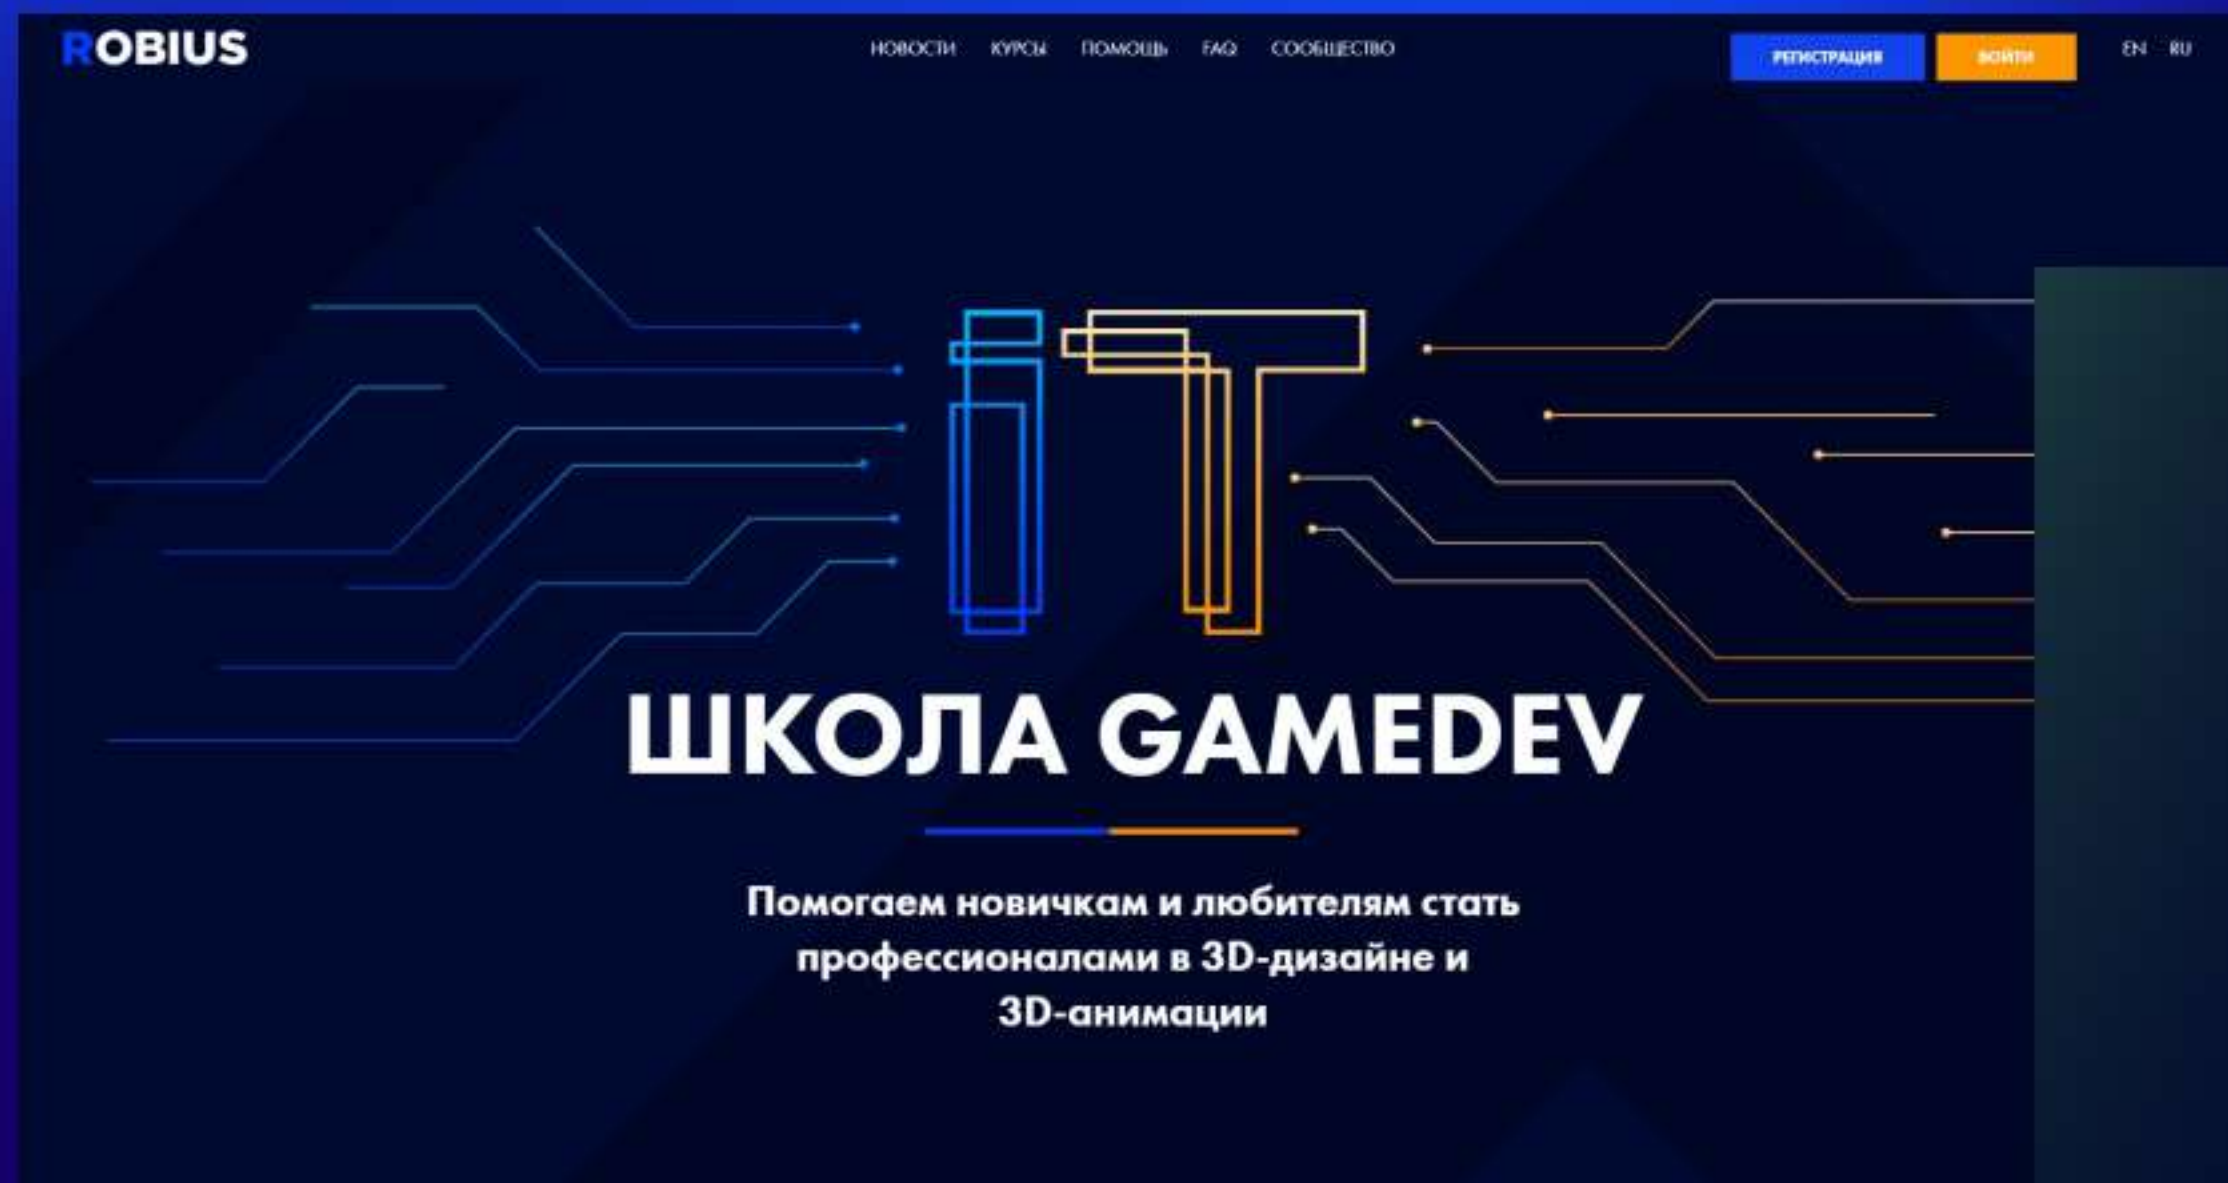 ROBIUS
НОВОСТИ КУРСЫ ПОМОЩЬ FAQ СООБЩЕСТВО
РЕГИСТРАЦИЯ ВОЙТИ EN RU
iT
ШКОЛА GAMEDEV
Помогаем новичкам и любителям стать
профессионалами в 3D-дизайне и
3D-анимации